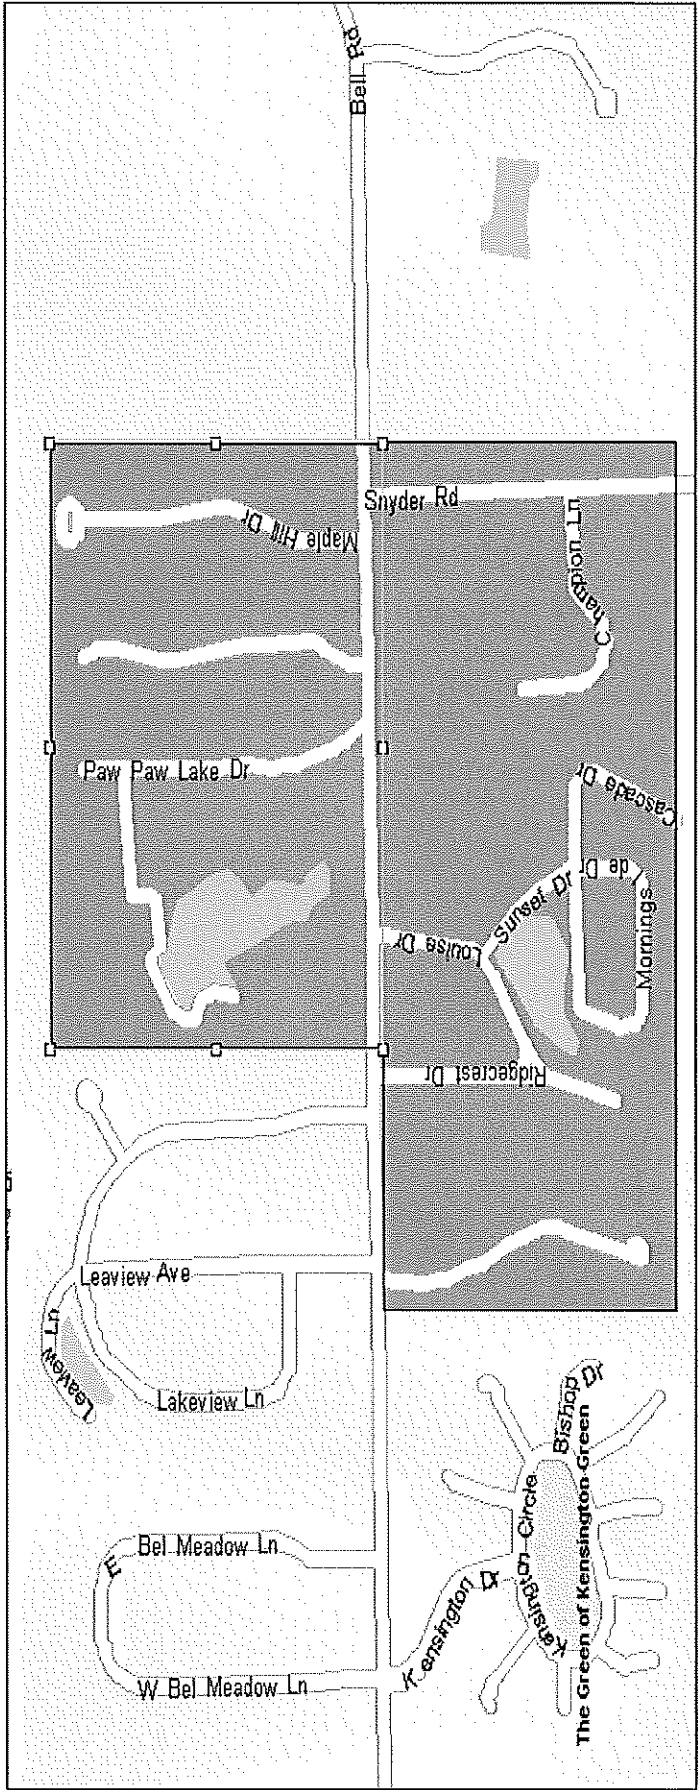 Bell Rd
Snyder Rd
Maple Hill Dr
Champion Ln
Paw Paw Lake Dr
Cascade Dr
de Dr
Sunset Dr
Mornings
Louise Dr
Ridgecrest Dr
Leaview Ave
Leaview Ln
Lakeview Ln
Bishop Dr
The Green of Kensington Green
Circle
Kensington Dr
E Bel Meadow Ln
W Bel Meadow Ln